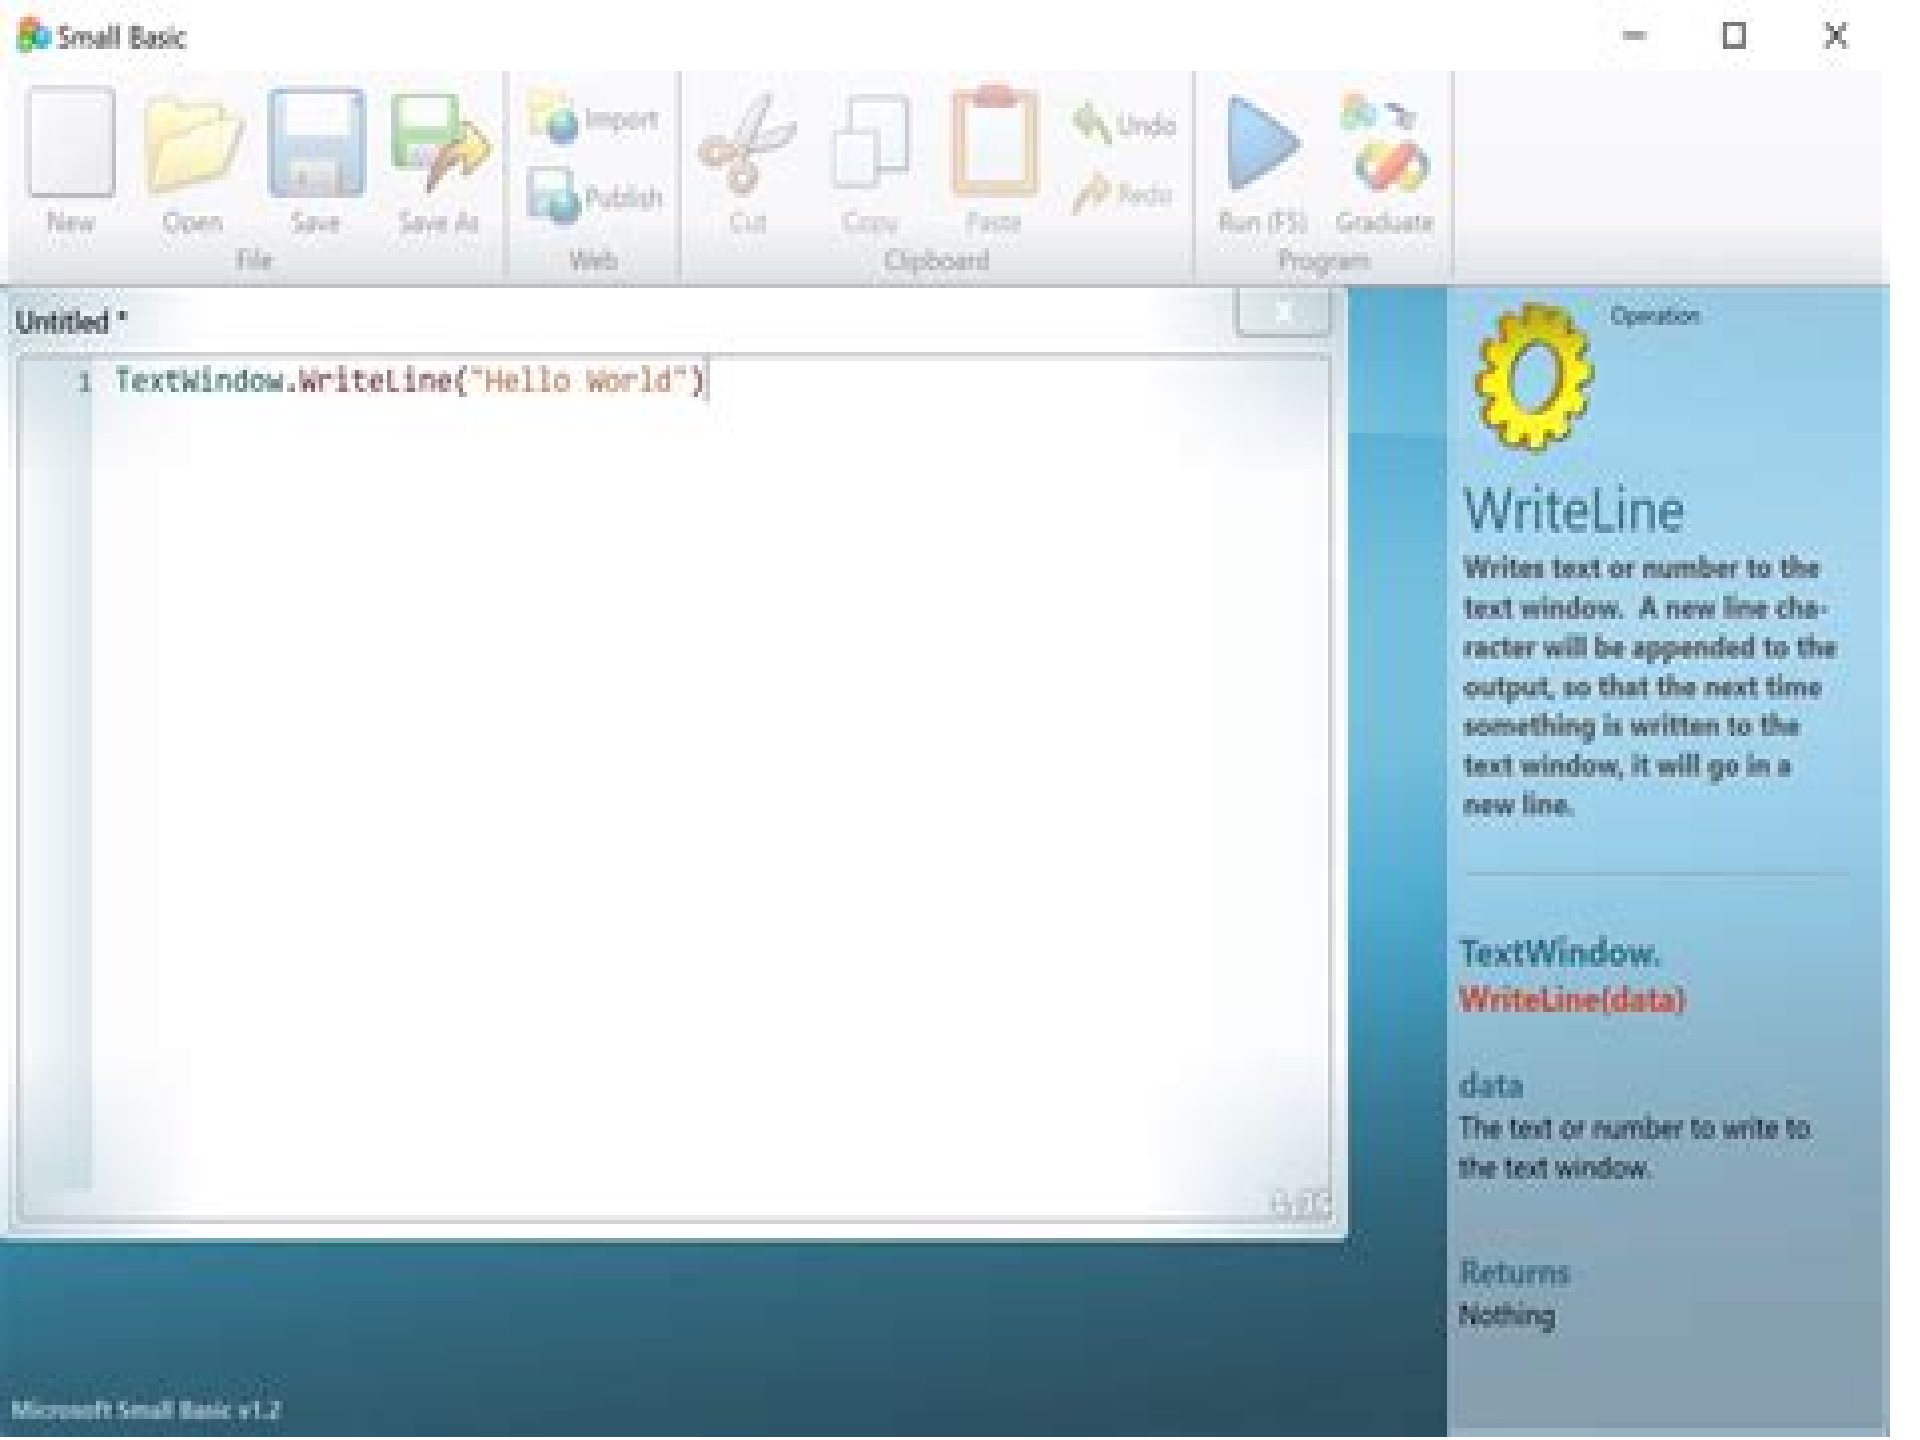 Small Basic
New
Open
Save
Save As
File
Import
Publish
Web
Cut
Copy
Paste
Undo
Redo
Clipboard
Run (F5)
Graduate
Program
Untitled *
1 TextWindow.WriteLine("Hello World")
Operation
WriteLine
Writes text or number to the
text window. A new line cha-
racter will be appended to the
output, so that the next time
something is written to the
text window, it will go in a
new line.
TextWindow.
WriteLine(data)
data
The text or number to write to
the text window.
Returns
Nothing
Microsoft Small Basic v1.2